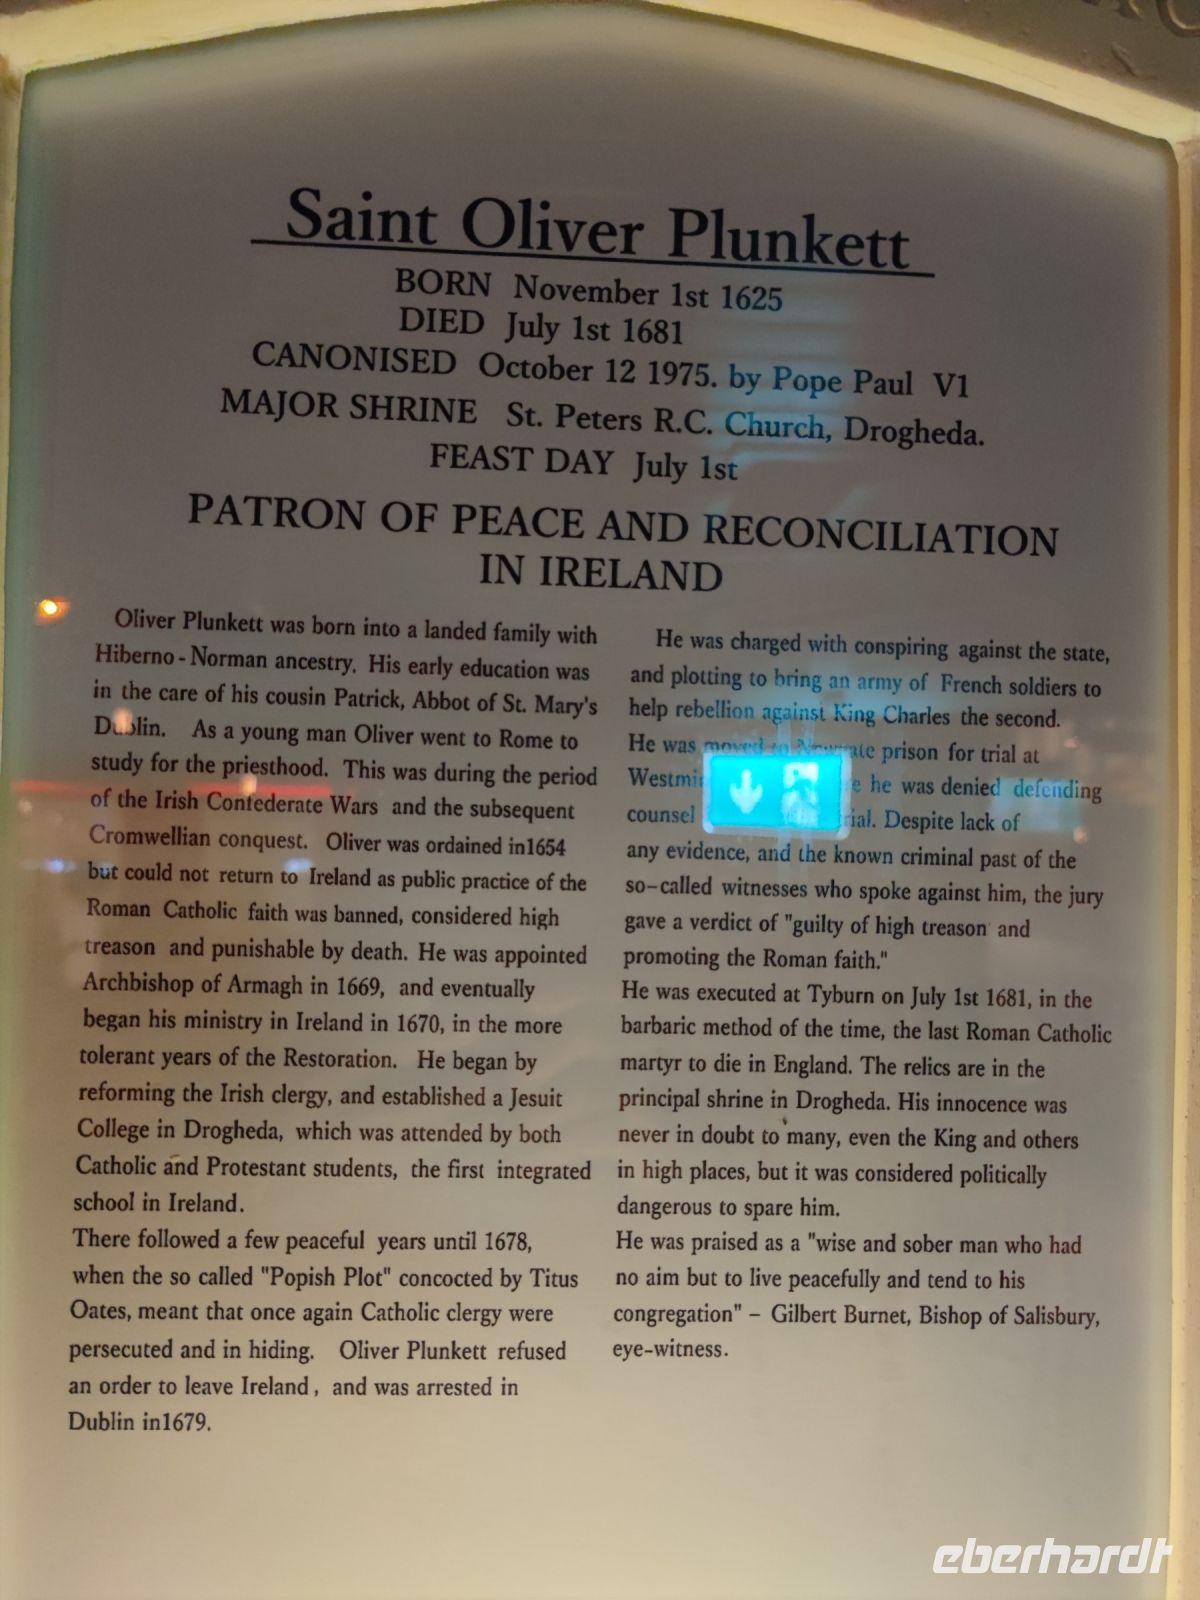 Saint Oliver Plunkett
BORN November 1st 1625
DIED July 1st 1681
CANONISED October 12 1975. by Pope Paul V1
MAJOR SHRINE St. Peters R.C. Church, Drogheda.
FEAST DAY July 1st
PATRON OF PEACE AND RECONCILIATION
IN IRELAND
Oliver Plunkett was born into a landed family with
Hiberno - Norman ancestry. His early education was
in the care of his cousin Patrick, Abbot of St. Mary's
Dublin. As a young man Oliver went to Rome to
study for the priesthood. This was during the period
of the Irish Confederate Wars and the subsequent
Cromwellian conquest. Oliver was ordained in1654
but could not return to Ireland as public practice of the
Roman Catholic faith was banned, considered high
treason and punishable by death. He was appointed
Archbishop of Armagh in 1669, and eventually
began his ministry in Ireland in 1670, in the more
tolerant years of the Restoration. He began by
reforming the Irish clergy, and established a Jesuit
College in Drogheda, which was attended by both
Catholic and Protestant students, the first integrated
school in Ireland.
There followed a few peaceful years until 1678,
when the so called "Popish Plot" concocted by Titus
Oates, meant that once again Catholic clergy were
persecuted and in hiding. Oliver Plunkett refused
an order to leave Ireland, and was arrested in
Dublin in1679.
He was charged with conspiring against the state,
and plotting to bring an army of French soldiers to
help rebellion against King Charles the second.
He was moved to Newgate prison for trial at
he was denied defending
counsel trial. Despite lack of
any evidence, and the known criminal past of the
so-called witnesses who spoke against him, the jury
gave a verdict of "guilty of high treason and
promoting the Roman faith."
He was executed at Tyburn on July 1st 1681, in the
barbaric method of the time, the last Roman Catholic
martyr to die in England. The relics are in the
principal shrine in Drogheda. His innocence was
never in doubt to many, even the King and others
in high places, but it was considered politically
dangerous to spare him.
He was praised as a "wise and sober man who had
no aim but to live peacefully and tend to his
congregation" - Gilbert Burnet, Bishop of Salisbury,
eye-witness.
eberhardt